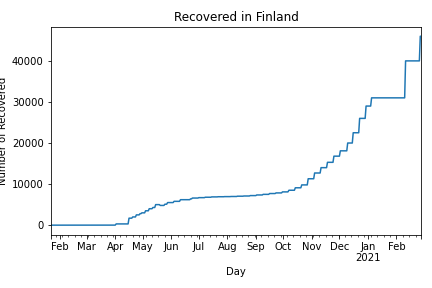 Recovered in Finland
Number of Recovered
40000
30000
20000
10000
0
Feb Mar Apr May Jun Jul Aug Sep Oct Nov Dec Jan Feb
2021
Day